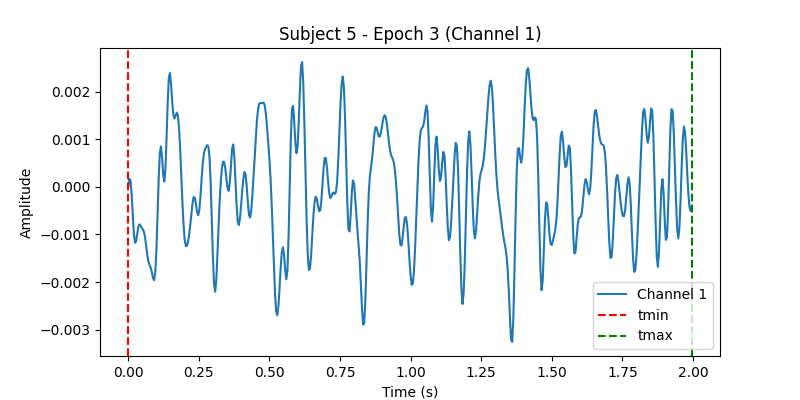 Subject 5 - Epoch 3 (Channel 1)
Amplitude
0.002
0.001
0.000
−0.001
−0.002
−0.003
Channel 1
tmin
tmax
0.00 0.25 0.50 0.75 1.00 1.25 1.50 1.75 2.00
Time (s)